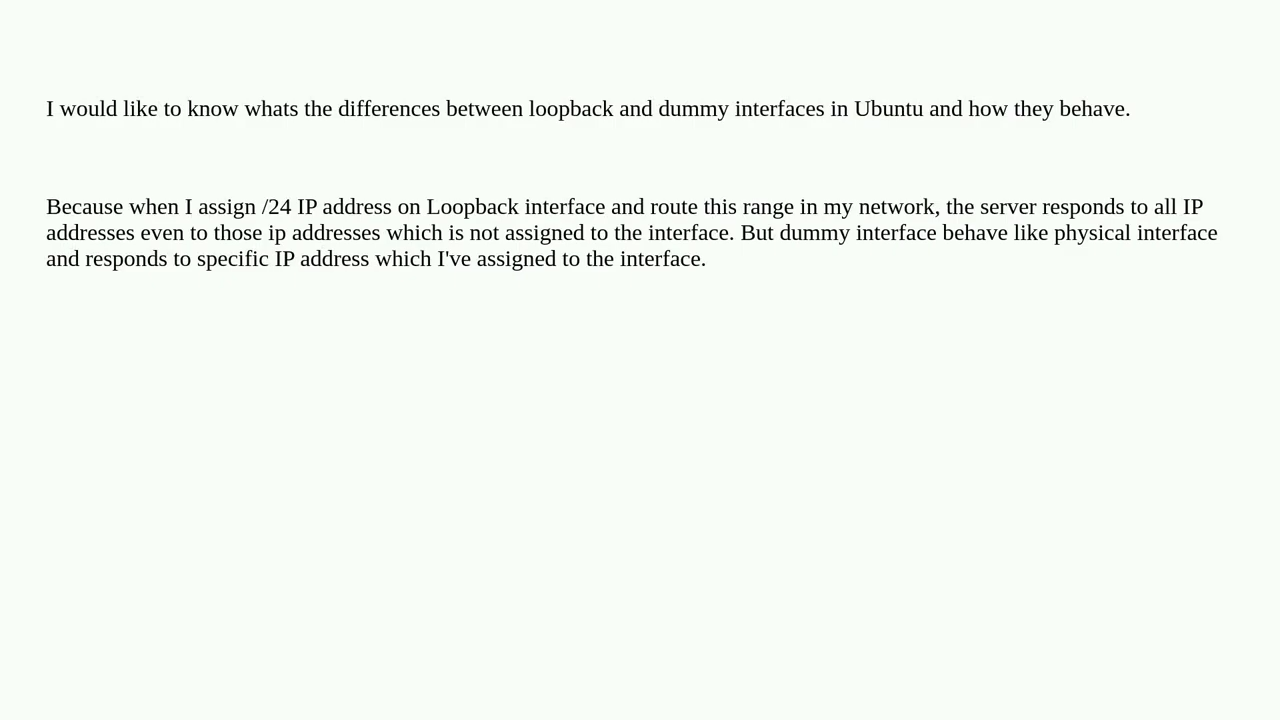 I would like to know whats the differences between loopback and dummy interfaces in Ubuntu and how they behave.
Because when I assign /24 IP address on Loopback interface and route this range in my network, the server responds to all IP
addresses even to those ip addresses which is not assigned to the interface. But dummy interface behave like physical interface
and responds to specific IP address which I've assigned to the interface.